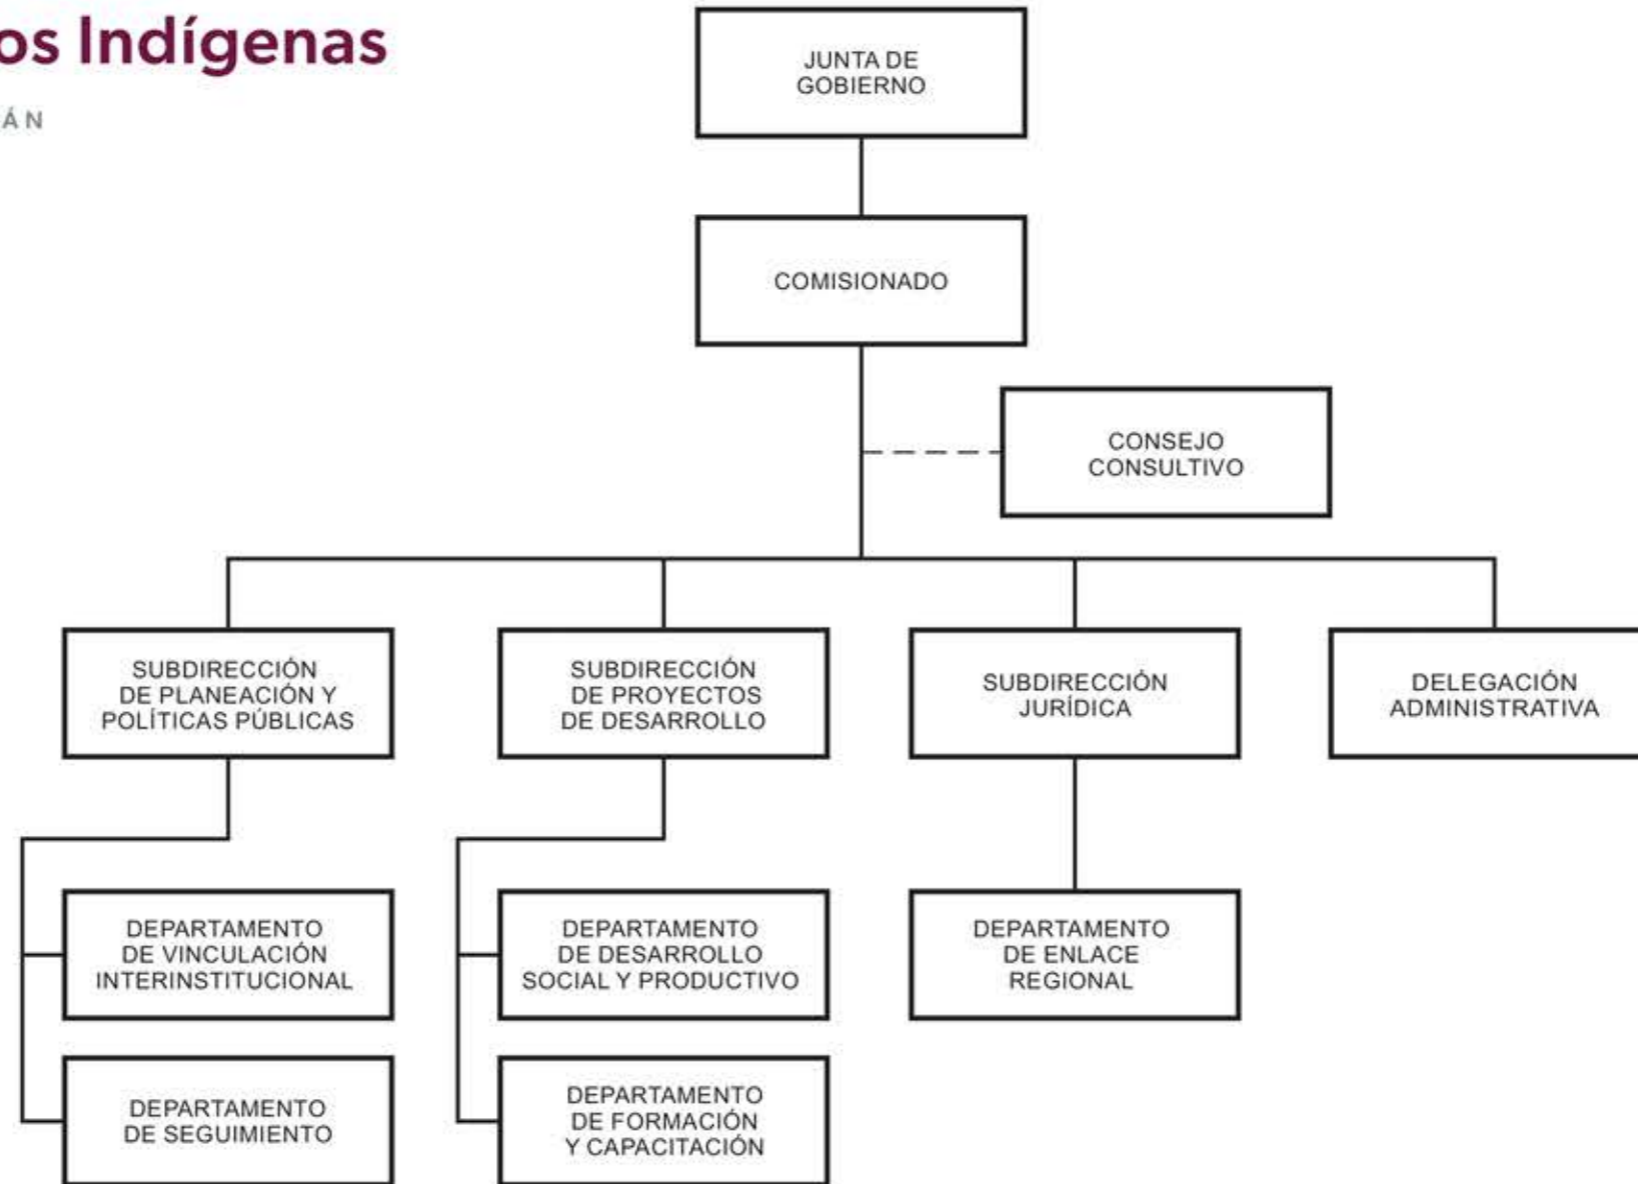 os Indígenas
ÁN
JUNTA DE
GOBIERNO
COMISIONADO
CONSEJO
CONSULTIVO
SUBDIRECCIÓN
DE PLANEACIÓN Y
POLÍTICAS PÚBLICAS
SUBDIRECCIÓN
DE PROYECTOS
DE DESARROLLO
SUBDIRECCIÓN
JURÍDICA
DELEGACIÓN
ADMINISTRATIVA
DEPARTAMENTO
DE VINCULACIÓN
INTERINSTITUCIONAL
DEPARTAMENTO
DE DESARROLLO
SOCIAL Y PRODUCTIVO
DEPARTAMENTO
DE ENLACE
REGIONAL
DEPARTAMENTO
DE SEGUIMIENTO
DEPARTAMENTO
DE FORMACIÓN
Y CAPACITACIÓN